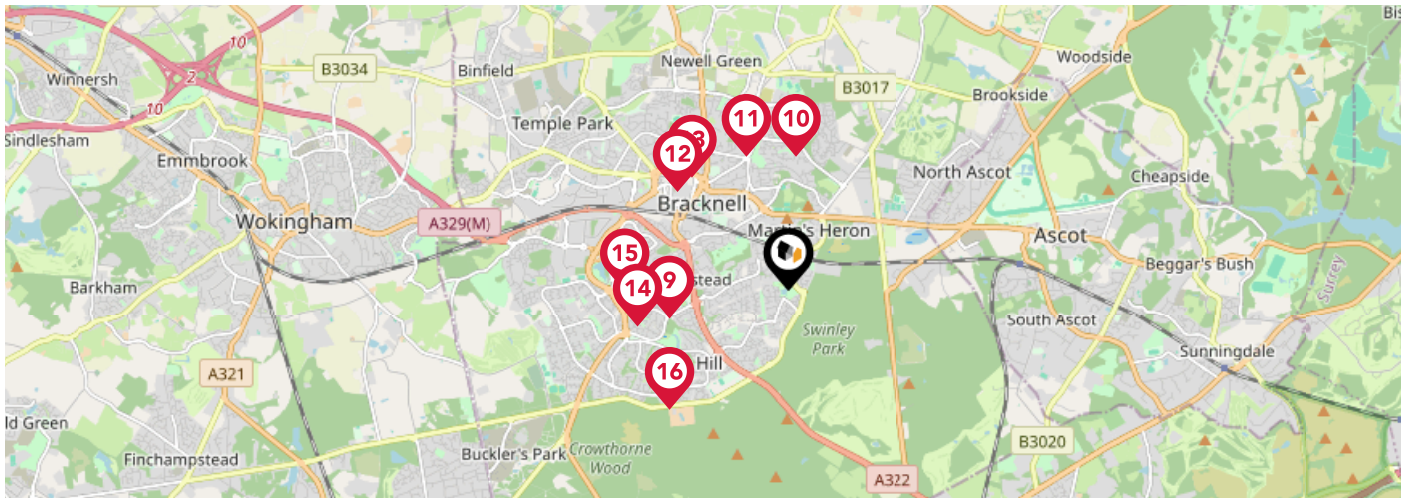 Bis
10
Woodside
Newell Green
Winnersh
2
B3034
Binfield
B3017
Brookside
10
11
10
Temple Park
Sindlesham
3
12
Emmbrook
North Ascot
Cheapside
Bracknell
Wokingham
A329(M)
Heron
Ascot
15
Beggar's Bush
9
stead
14
Barkham
Surrey
South Ascot
Swinley
Park
Sunningdale
Hill
16
A321
ld Green
B3020
Buckler's Park
Crowthorne
Wood
Finchampstead
A322